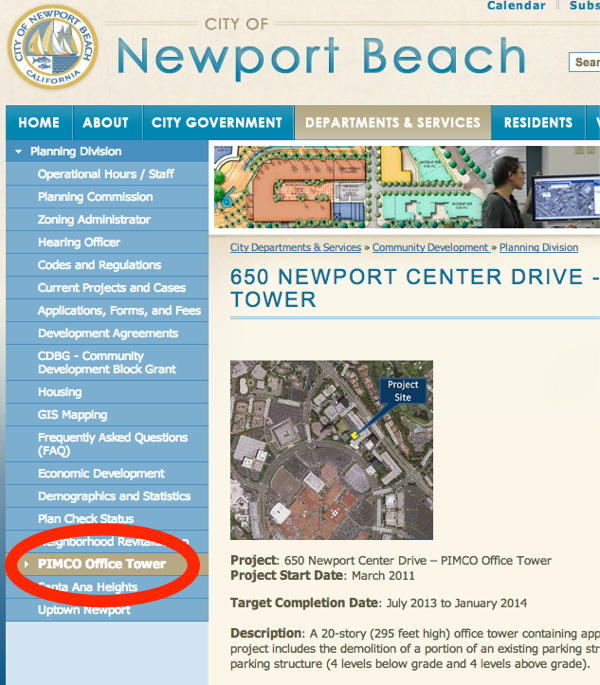 Calendar Subs
CITY OF NEWPORT BEACH
CALIFORNIA
CITY OF
Newport Beach
Sear
HOME ABOUT CITY GOVERNMENT DEPARTMENTS & SERVICES RESIDENTS
Planning Division
Operational Hours / Staff
Planning Commission
Zoning Administrator
Hearing Officer
Codes and Regulations
Current Projects and Cases
Applications, Forms, and Fees
Development Agreements
CDBG - Community
Development Block Grant
Housing
GIS Mapping
Frequently Asked Questions
(FAQ)
Economic Development
Demographics and Statistics
Plan Check Status
Neighborhood
PIMCO Office Tower
Santa Ana Heights
Uptown Newport
City Departments & Services » Community Development » Planning Division
650 NEWPORT CENTER DRIVE -
TOWER
Project
Site
Project: 650 Newport Center Drive – PIMCO Office Tower
Project Start Date: March 2011
Target Completion Date: July 2013 to January 2014
Description: A 20-story (295 feet high) office tower containing app
project includes the demolition of a portion of an existing parking str
parking structure (4 levels below grade and 4 levels above grade).